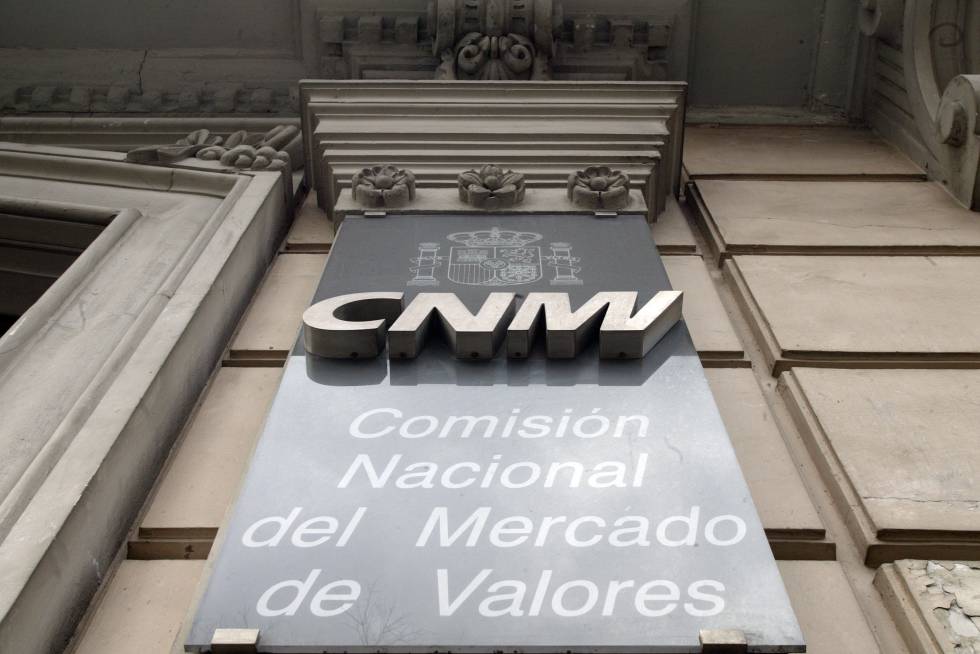 CNMV
Comisión
Nacional
del Mercado
de Valores